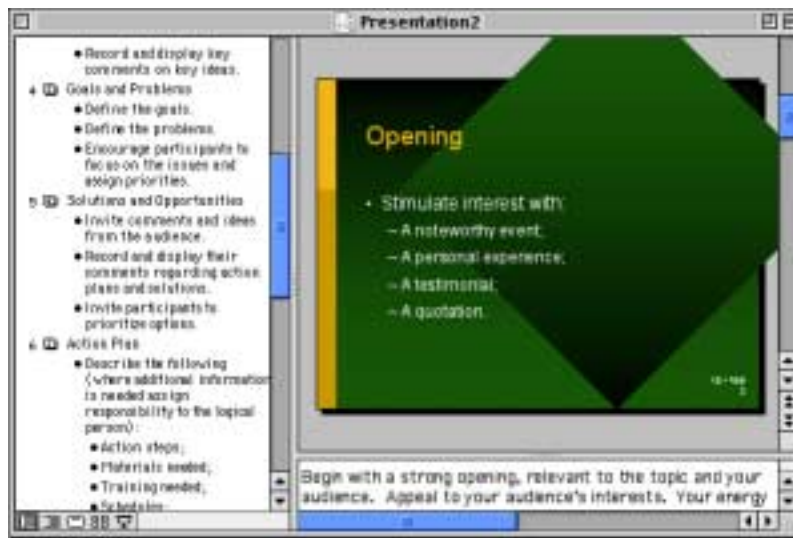 Presentation2
• Record and display key
comments on key ideas.
4 Goals and Problems
• Define the goals.
• Define the problems.
• Encourage participants to
focus on the issues and
assign priorities.
5 Solutions and Opportunities
• Invite comments and ideas
from the audience.
• Record and display their
comments regarding action
plans and solutions.
• Invite participants to
prioritize options.
6 Action Plan
• Describe the following
(where additional information
is needed assign
responsibility to the logical
person):
• Action steps;
• Materials needed;
• Training needed;
• Schedules;
Opening
• Stimulate interest with:
– A noteworthy event;
– A personal experience;
– A testimonial;
– A quotation.
Begin with a strong opening, relevant to the topic and your
audience. Appeal to your audience's interests. Your energy